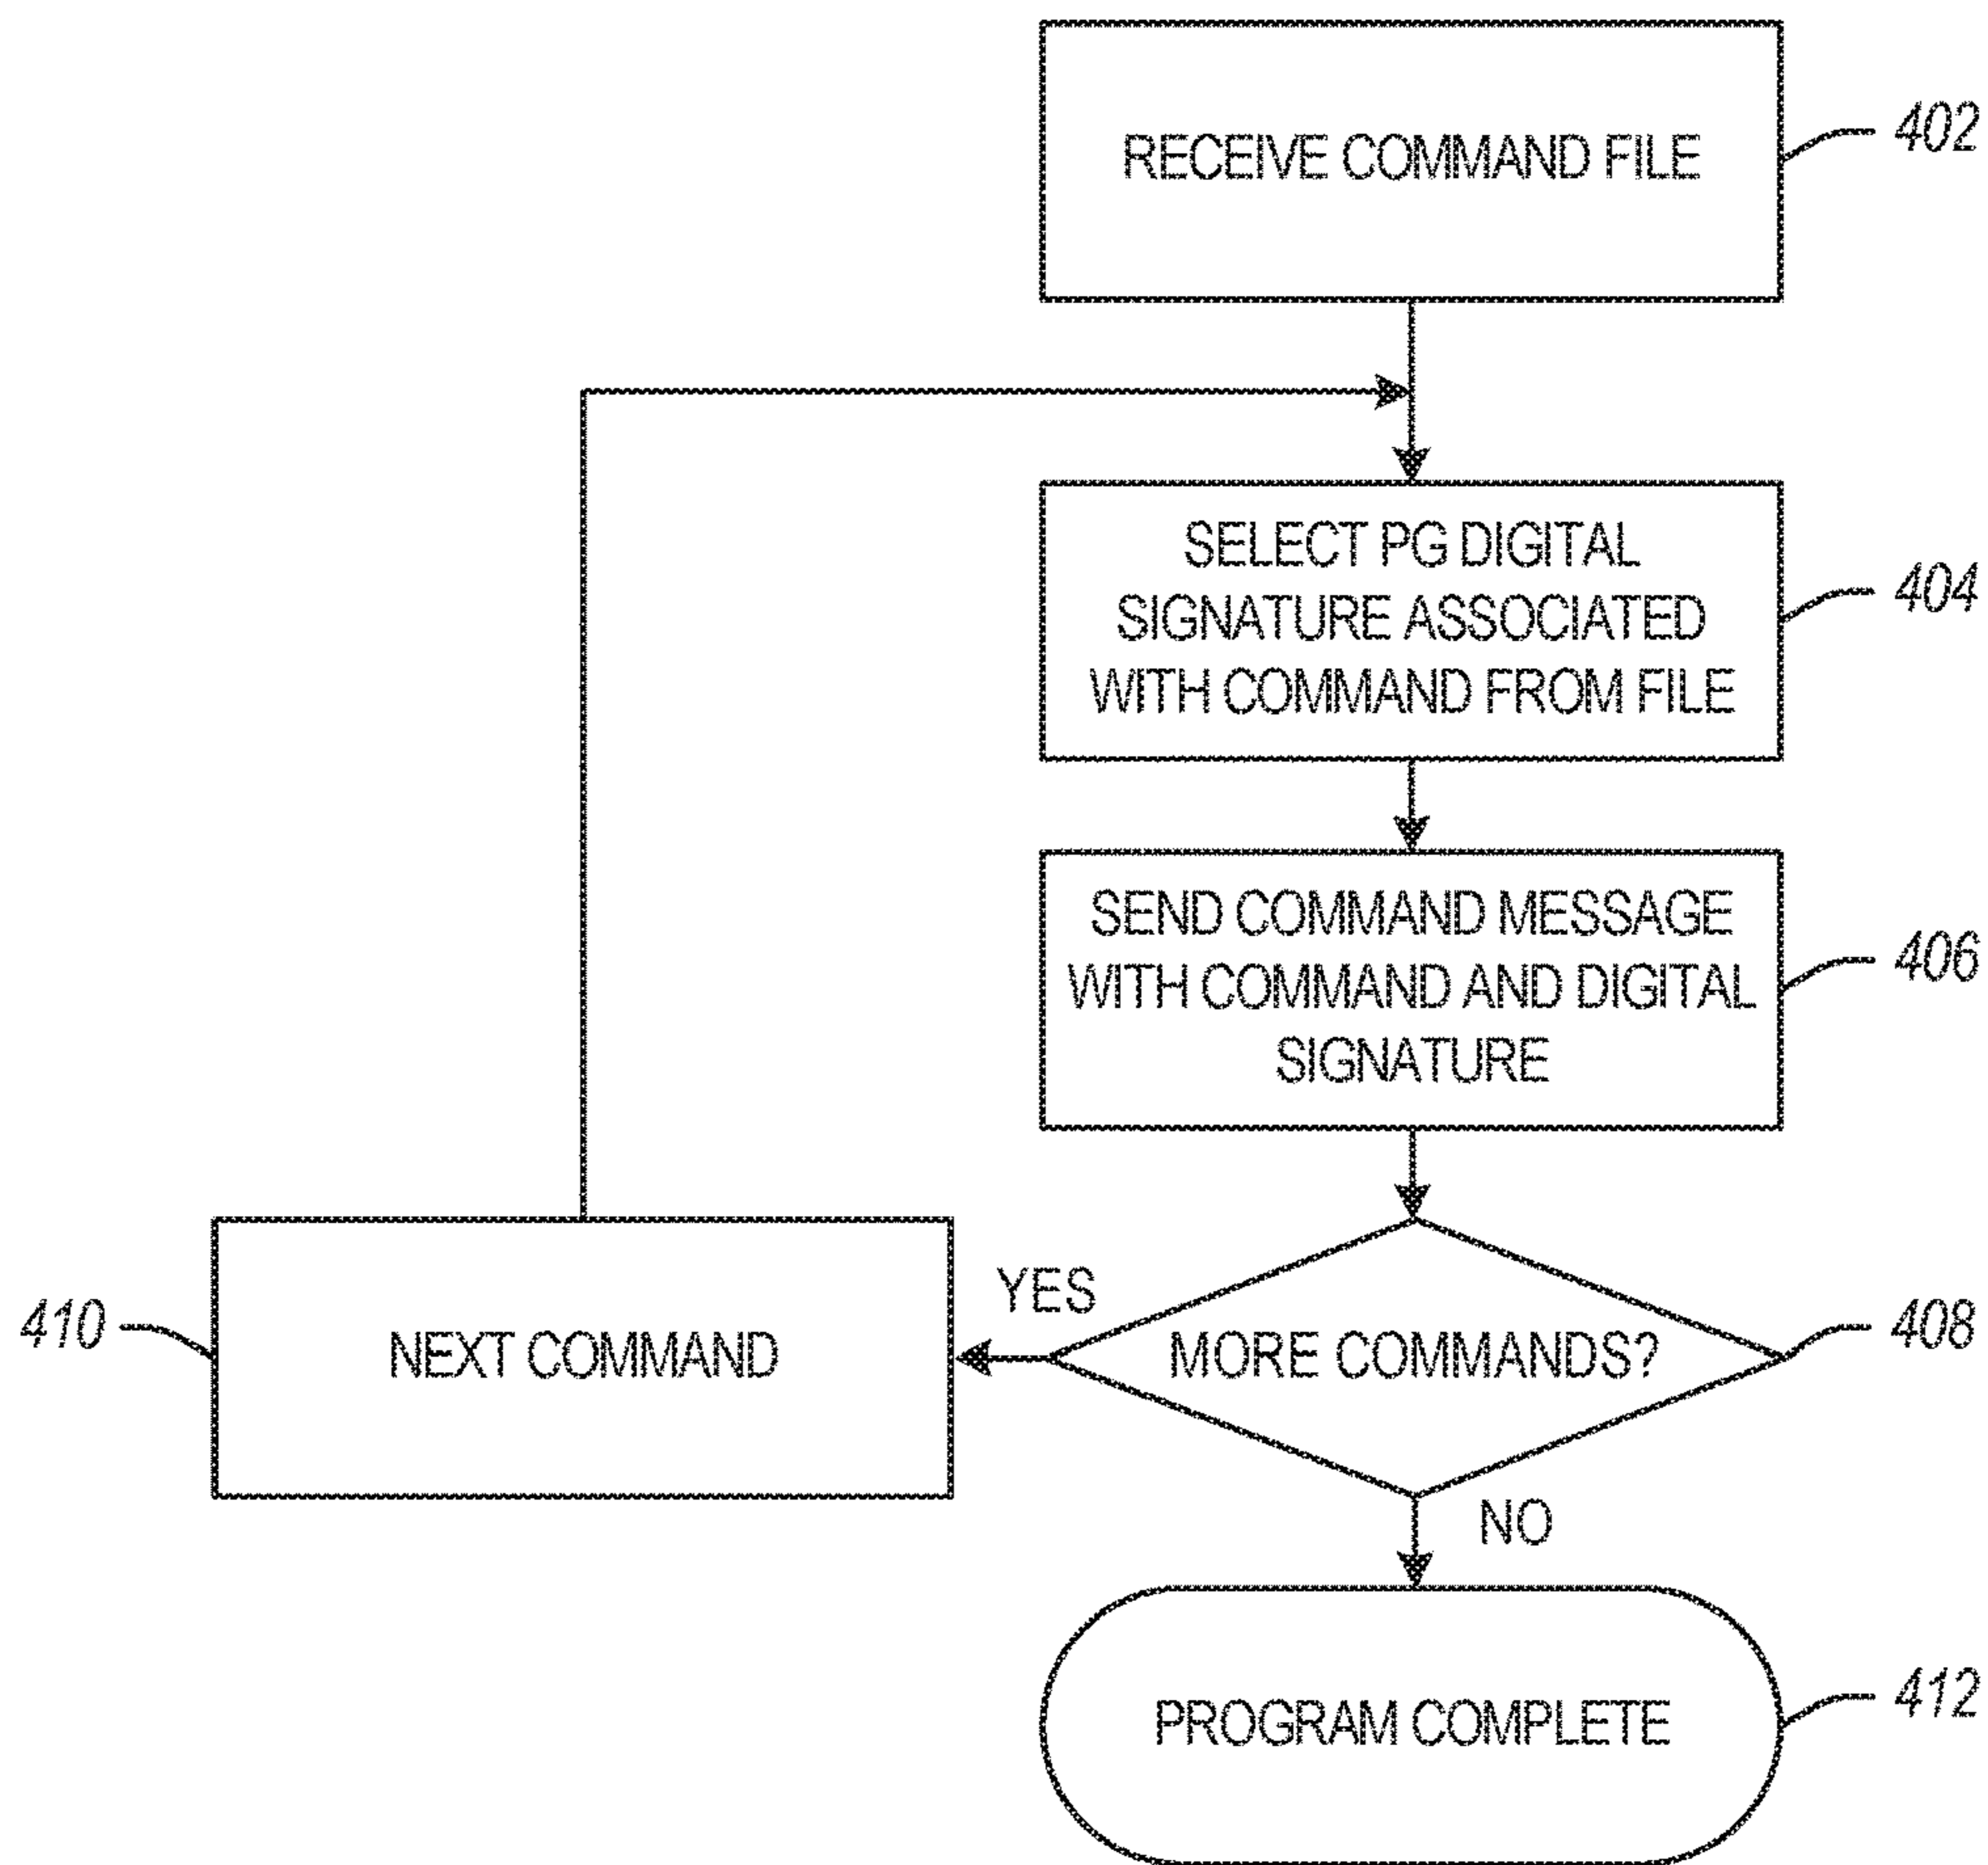 RECEIVE COMMAND FILE
402
SELECT PG DIGITAL
SIGNATURE ASSOCIATED
WITH COMMAND FROM FILE
404
SEND COMMAND MESSAGE
WITH COMMAND AND DIGITAL
SIGNATURE
406
MORE COMMANDS?
408
YES
NEXT COMMAND
410
NO
PROGRAM COMPLETE
412